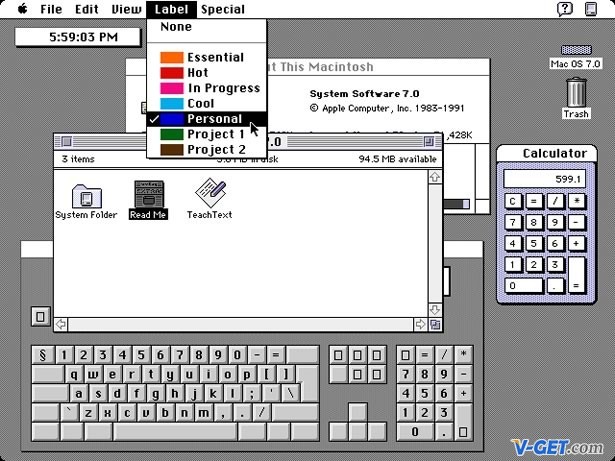 File Edit View Label Special
5:59:03 PM
None
Essential
Hot
In Progress
Cool
Personal
Project 1
Project 2
ut This Macintosh
System Software 7.0
© Apple Computer, Inc. 1983-1991
,428K
.0
3 items
in disk
94.5 MB available
System Folder
Read Me
TeachText
Mac OS 7.0
Trash
Calculator
599.1
C = / *
7 8 9 -
4 5 6 +
1 2 3
0 . =
§ 1 2 3 4 5 6 7 8 9 0 - =
q w e r t y u i o p [ ]
a s d f g h j k l ; ' \
` z x c v b n m , . /
= / *
7 8 9 -
4 5 6 +
1 2 3
0 .
V-GET.com